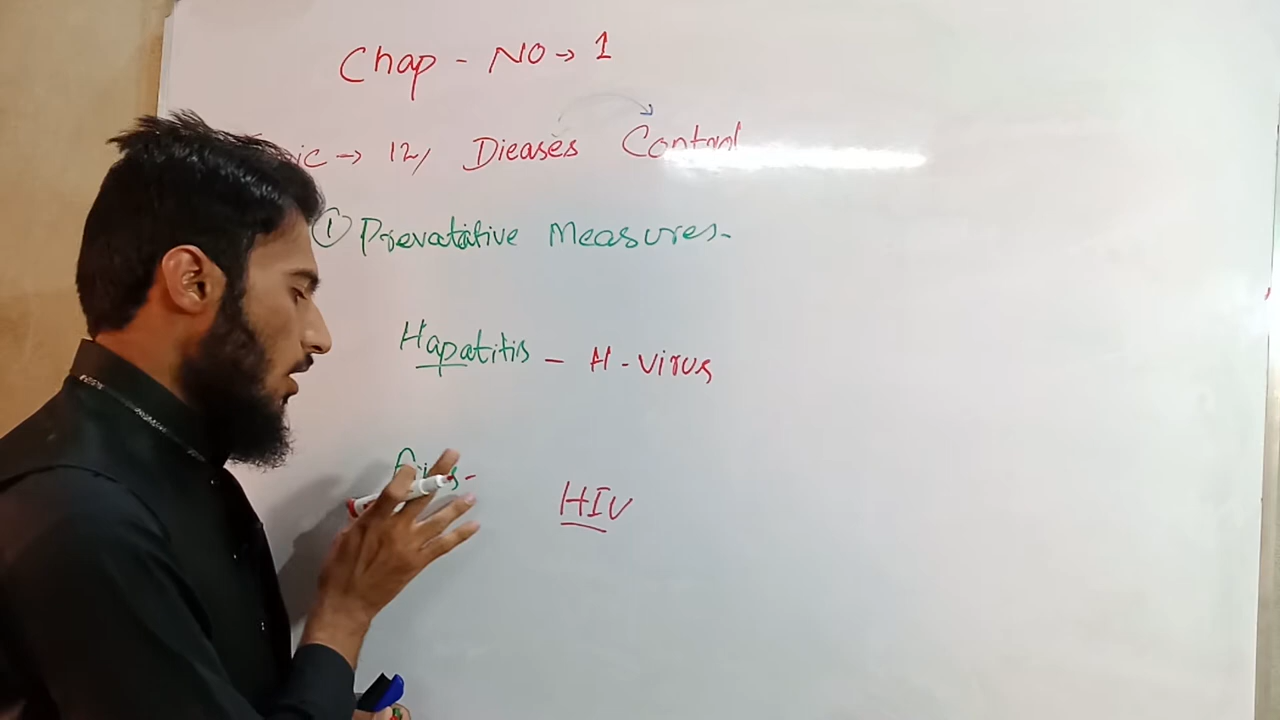 Chap - NO → 1
→ 12/ Dieases Control
① Prevatative Measures-
Hapatitis - H-virus
HIV